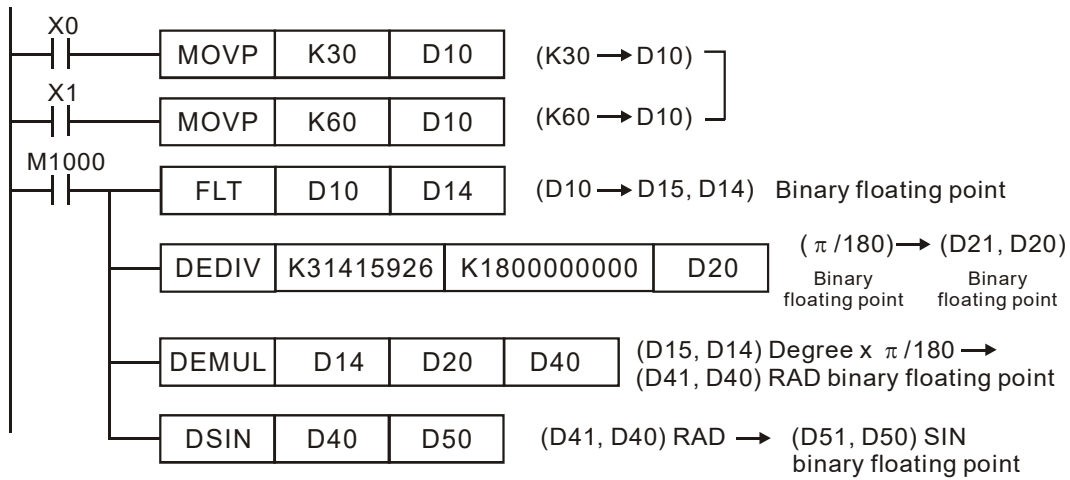 X0
MOVP K30 D10 (K30 → D10)
X1
MOVP K60 D10 (K60 → D10)
M1000
FLT D10 D14 (D10 → D15, D14) Binary floating point
DEDIV K31415926 K1800000000 D20 (π/180) → (D21, D20)
Binary Binary
floating point floating point
DEMUL D14 D20 D40 (D15, D14) Degree x π/180 →
(D41, D40) RAD binary floating point
DSIN D40 D50 (D41, D40) RAD → (D51, D50) SIN
binary floating point